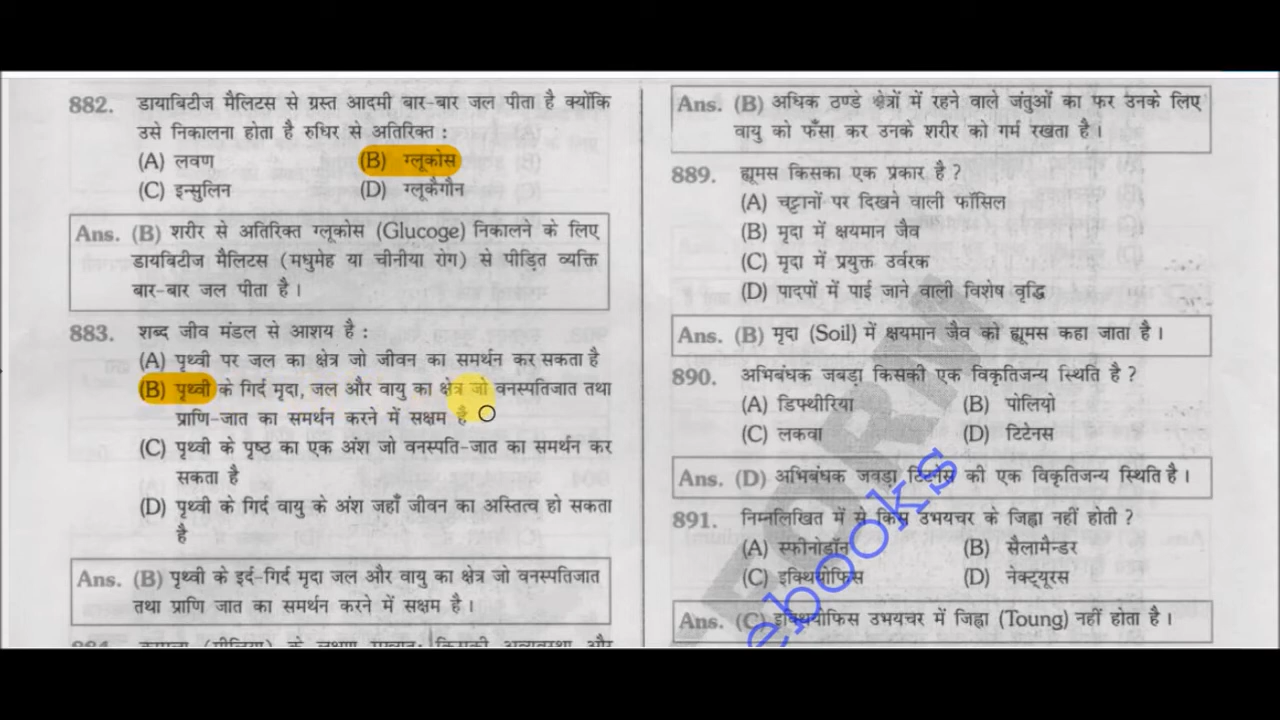 882. डायाबिटीज मैलिटस से ग्रस्त आदमी बार-बार जल पीता है क्योंकि
उसे निकालना होता है रुधिर से अतिरिक्त :
(A) लवण (B) ग्लूकोस
(C) इन्सुलिन (D) ग्लूकैगौन
Ans. (B) शरीर से अतिरिक्त ग्लूकोस (Glucoge) निकालने के लिए
डायबिटीज मैलिटस (मधुमेह या चीनीया रोग) से पीड़ित व्यक्ति
बार-बार जल पीता है।
883. शब्द जीव मंडल से आशय है :
(A) पृथ्वी पर जल का क्षेत्र जो जीवन का समर्थन कर सकता है
(B) पृथ्वी के गिर्द मृदा, जल और वायु का क्षेत्र जो वनस्पतिजात तथा
प्राणि-जात का समर्थन करने में सक्षम है
(C) पृथ्वी के पृष्ठ का एक अंश जो वनस्पति-जात का समर्थन कर
सकता है
(D) पृथ्वी के गिर्द वायु के अंश जहाँ जीवन का अस्तित्व हो सकता
है
Ans. (B) पृथ्वी के इर्द-गिर्द मृदा जल और वायु का क्षेत्र जो वनस्पतिजात
तथा प्राणि जात का समर्थन करने में सक्षम है।
Ans. (B) अधिक ठण्डे क्षेत्रों में रहने वाले जंतुओं का फर उनके लिए
वायु को फँसा कर उनके शरीर को गर्म रखता है।
889. ह्यूमस किसका एक प्रकार है ?
(A) चट्टानों पर दिखने वाली फॉसिल
(B) मृदा में क्षयमान जैव
(C) मृदा में प्रयुक्त उर्वरक
(D) पादपों में पाई जाने वाली विशेष वृद्धि
Ans. (B) मृदा (Soil) में क्षयमान जैव को ह्यूमस कहा जाता है।
890. अभिबंधक जबड़ा किसकी एक विकृतिजन्य स्थिति है ?
(A) डिफ्थीरिया (B) पोलियो
(C) लकवा (D) टिटेनस
Ans. (D) अभिबंधक जबड़ा टिटनेस की एक विकृतिजन्य स्थिति है।
891. निम्नलिखित में से किस उभयचर के जिह्वा नहीं होती ?
(A) स्फीनोडॉन (B) सैलामैन्डर
(C) इक्थियोफिस (D) नेक्ट्यूरस
Ans. (C) इक्थियोफिस उभयचर में जिह्वा (Toung) नहीं होता है।
ebooks